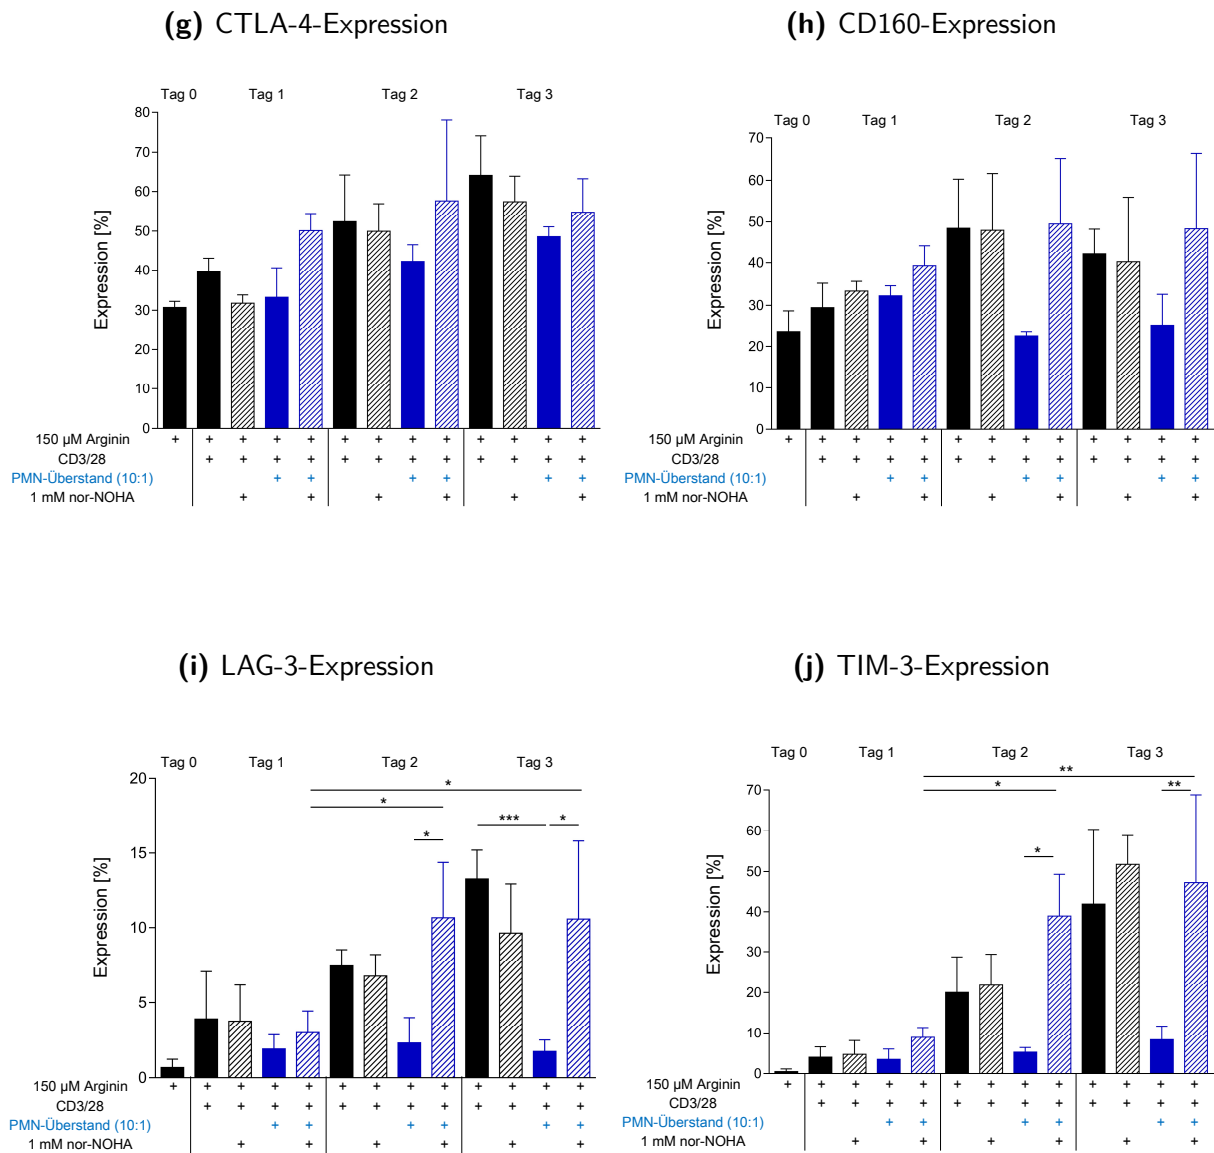 (g) CTLA-4-Expression
Tag 0 Tag 1 Tag 2 Tag 3
Expression [%]
80
70
60
50
40
30
20
10
0
150 µM Arginin + + + + + + + + + + + + +
CD3/28 + + + + + + + + + + + +
PMN-Überstand (10:1) + + + + + +
1 mM nor-NOHA + + + + + +
(h) CD160-Expression
Tag 0 Tag 1 Tag 2 Tag 3
Expression [%]
70
60
50
40
30
20
10
0
150 µM Arginin + + + + + + + + + + + + +
CD3/28 + + + + + + + + + + + +
PMN-Überstand (10:1) + + + + + +
1 mM nor-NOHA + + + + + +
(i) LAG-3-Expression
Tag 0 Tag 1 Tag 2 Tag 3
Expression [%]
20
15
10
5
0
*
*
*** *
*
150 µM Arginin + + + + + + + + + + + + +
CD3/28 + + + + + + + + + + + +
PMN-Überstand (10:1) + + + + + +
1 mM nor-NOHA + + + + + +
(j) TIM-3-Expression
Tag 0 Tag 1 Tag 2 Tag 3
Expression [%]
70
60
50
40
30
20
10
0
**
* **
*
150 µM Arginin + + + + + + + + + + + + +
CD3/28 + + + + + + + + + + + +
PMN-Überstand (10:1) + + + + + +
1 mM nor-NOHA + + + + + +